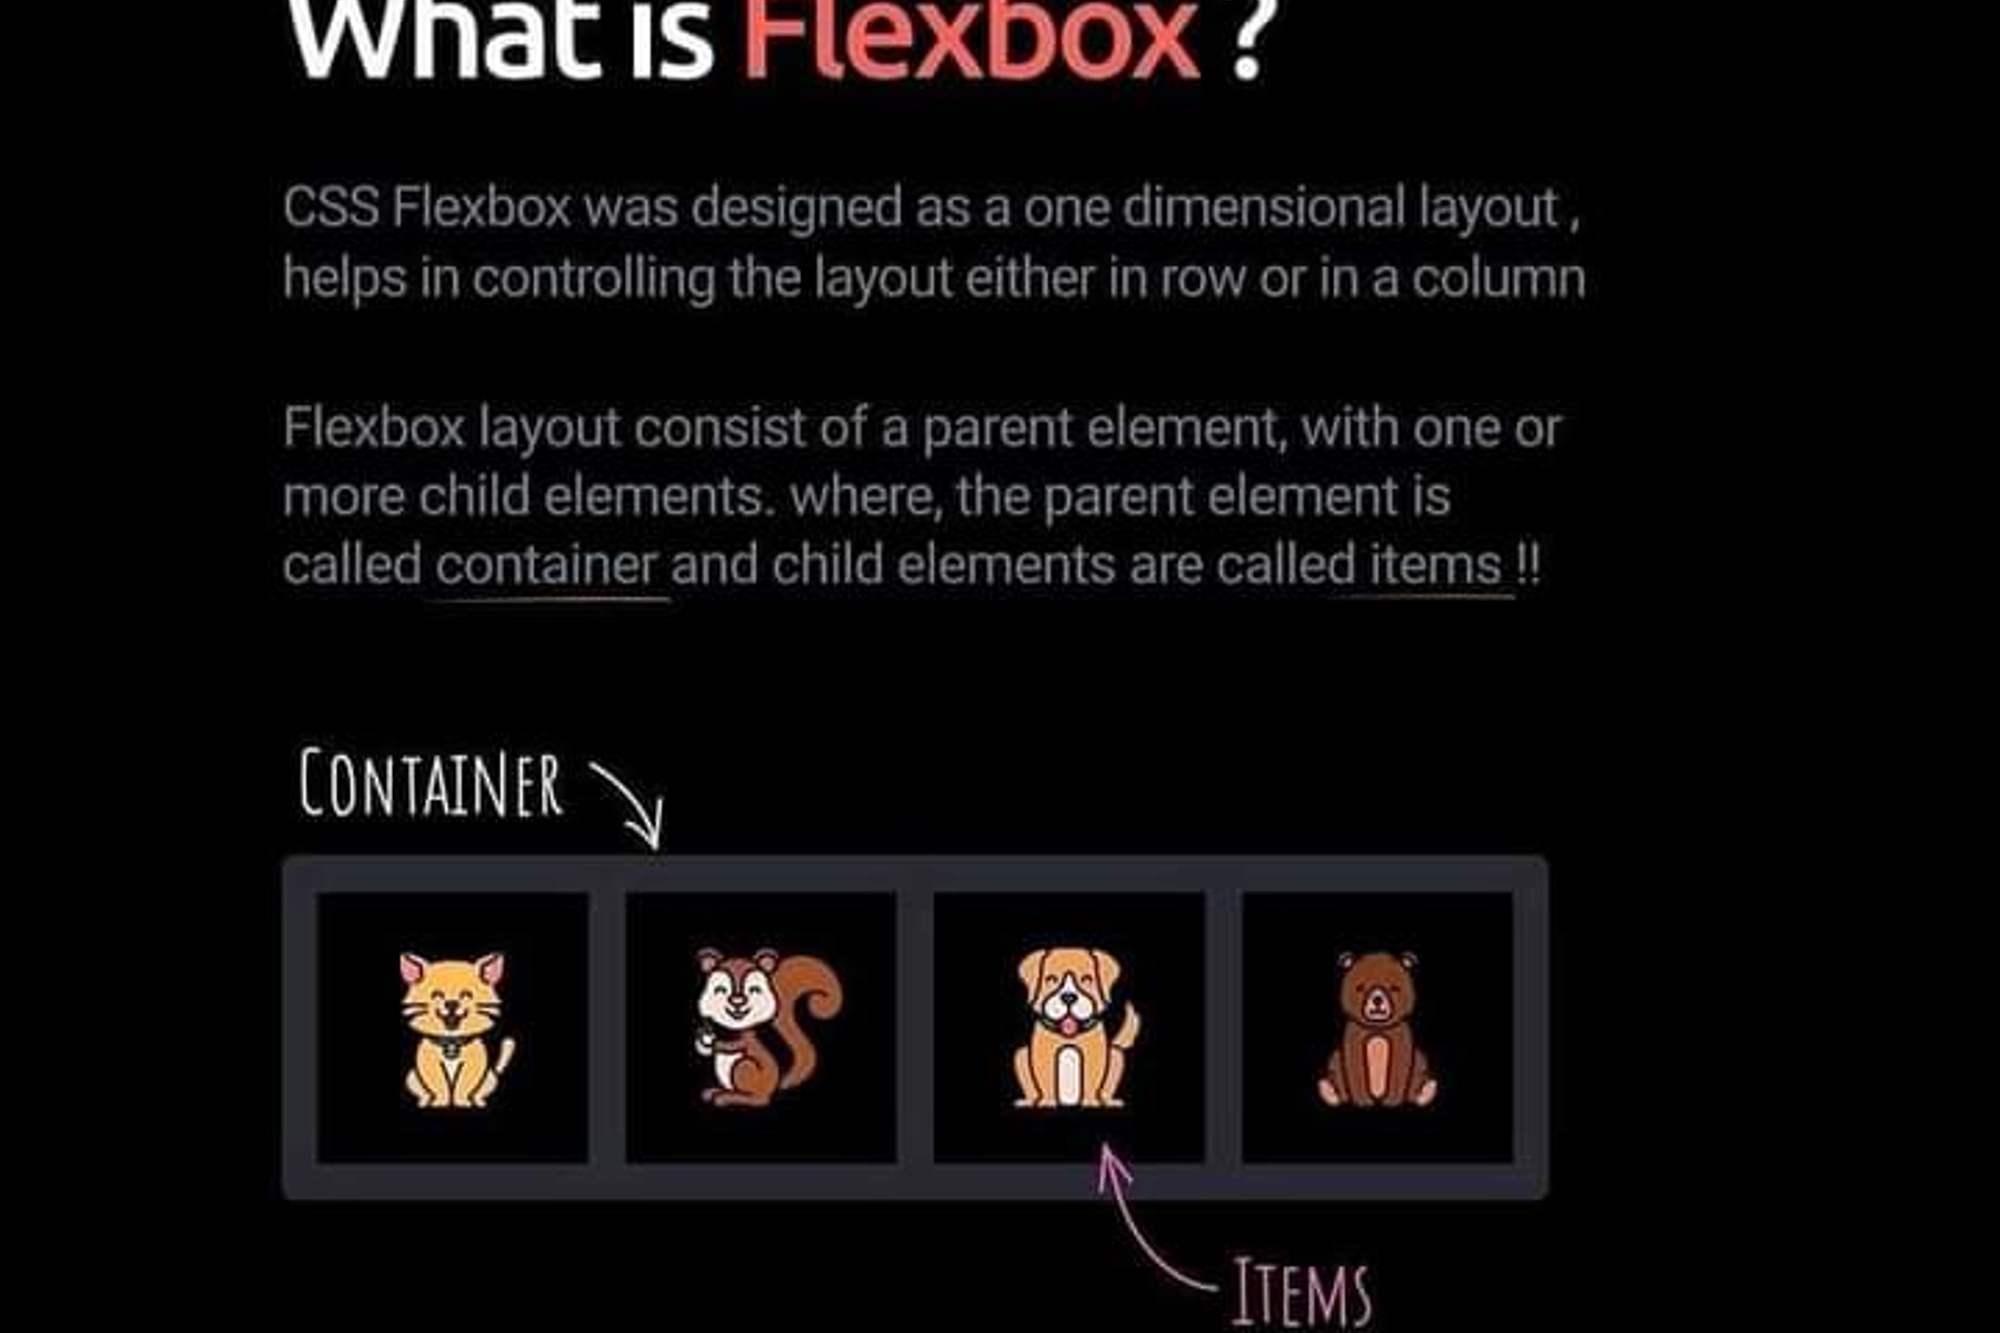 What is Flexbox ?
CSS Flexbox was designed as a one dimensional layout ,
helps in controlling the layout either in row or in a column
Flexbox layout consist of a parent element, with one or
more child elements. where, the parent element is
called container and child elements are called items !!
CONTAINER
ITEMS